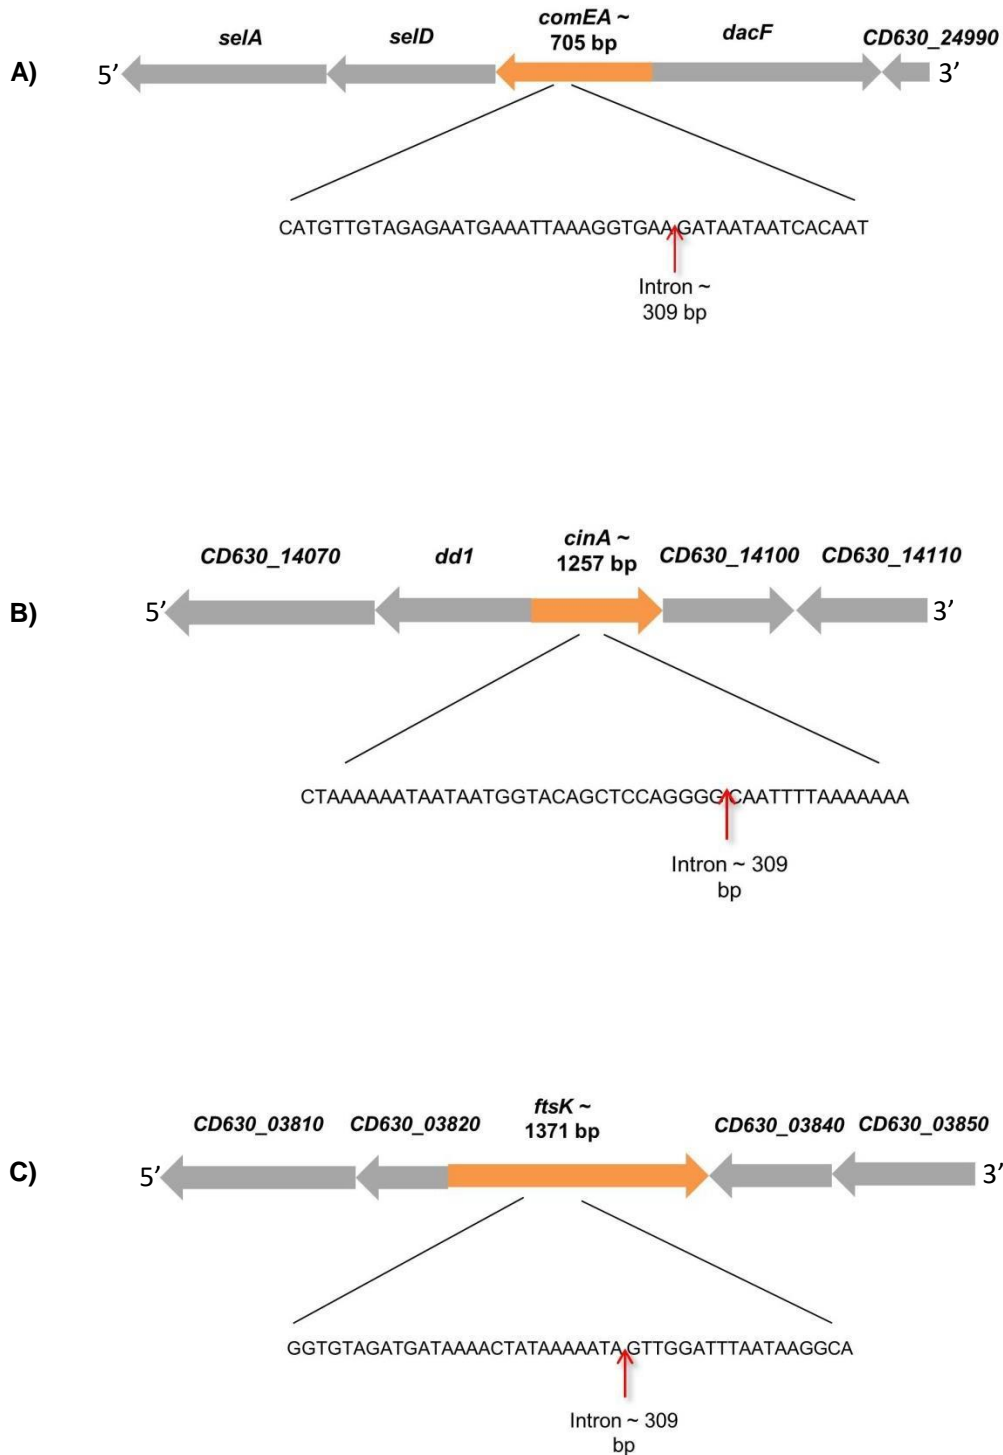 A)
selA
selD
comEA ~
705 bp
dacF
CD630_24990
5’
3’
CATGTTGTAGAGAATGAAATTAAAGGTGAAGATAATAATCACAAT
Intron ~
309 bp
B)
CD630_14070
dd1
cinA ~
1257 bp
CD630_14100
CD630_14110
5’
3’
CTAAAAAATAATAATGGTACAGCTCCAGGGGCAATTTTAAAAAAA
Intron ~ 309
bp
C)
CD630_03810
CD630_03820
ftsK ~
1371 bp
CD630_03840
CD630_03850
5’
3’
GGTGTAGATGATAAAACTATAAAAATAGTTGGATTTAATAAGGCA
Intron ~ 309
bp